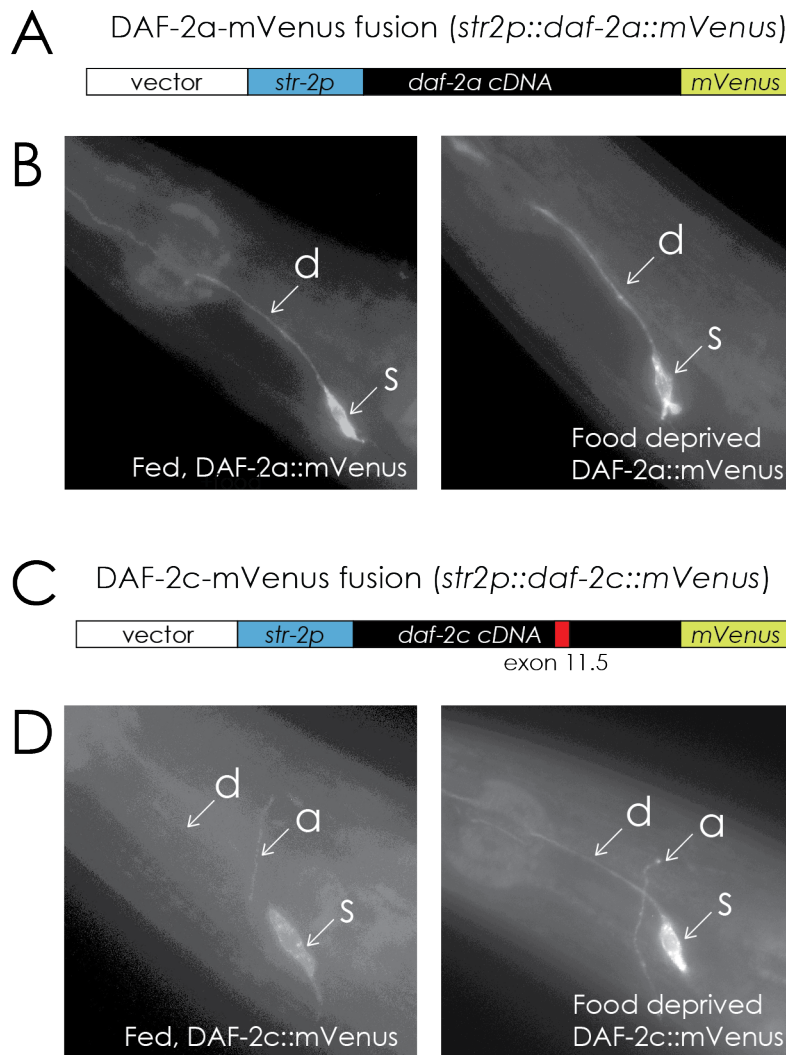 A
DAF-2a-mVenus fusion (str2p::daf-2a::mVenus)
vector str-2p daf-2a cDNA mVenus
B
d
s
Fed, DAF-2a::mVenus
d
s
Food deprived
DAF-2a::mVenus
C
DAF-2c-mVenus fusion (str2p::daf-2c::mVenus)
vector str-2p daf-2c cDNA mVenus
exon 11.5
D
d
a
s
Fed, DAF-2c::mVenus
d
a
s
Food deprived
DAF-2c::mVenus